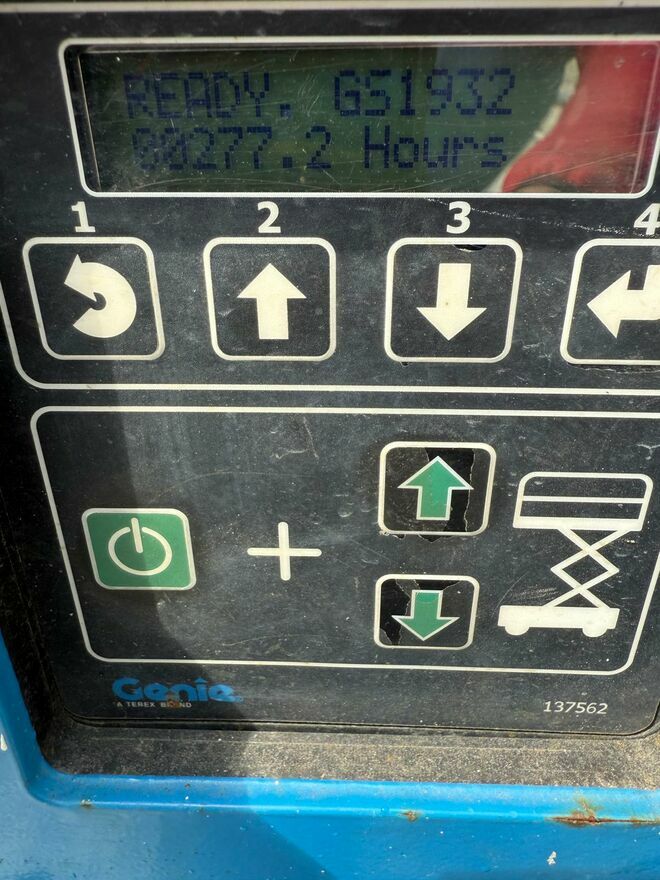 READY, GS1932
00277.2 Hours
1 2 3 4
Genie
A TEREX BRAND
137562